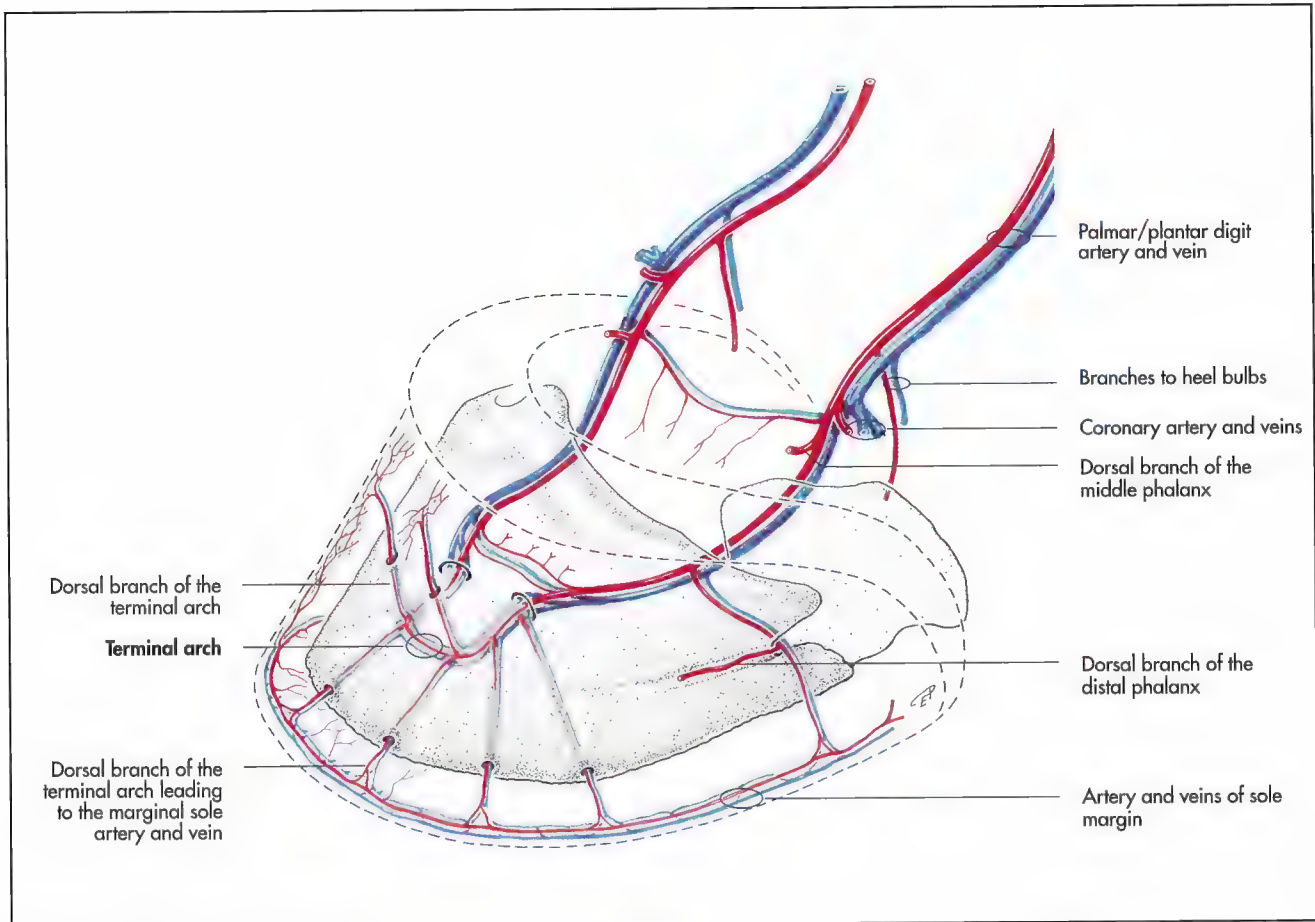 Palmar/plantar digit
artery and vein
Branches to heel bulbs
Coronary artery and veins
Dorsal branch of the
middle phalanx
Dorsal branch of the
terminal arch
Terminal arch
Dorsal branch of the
distal phalanx
Dorsal branch of the
terminal arch leading
to the marginal sole
artery and vein
Artery and veins of sole
margin